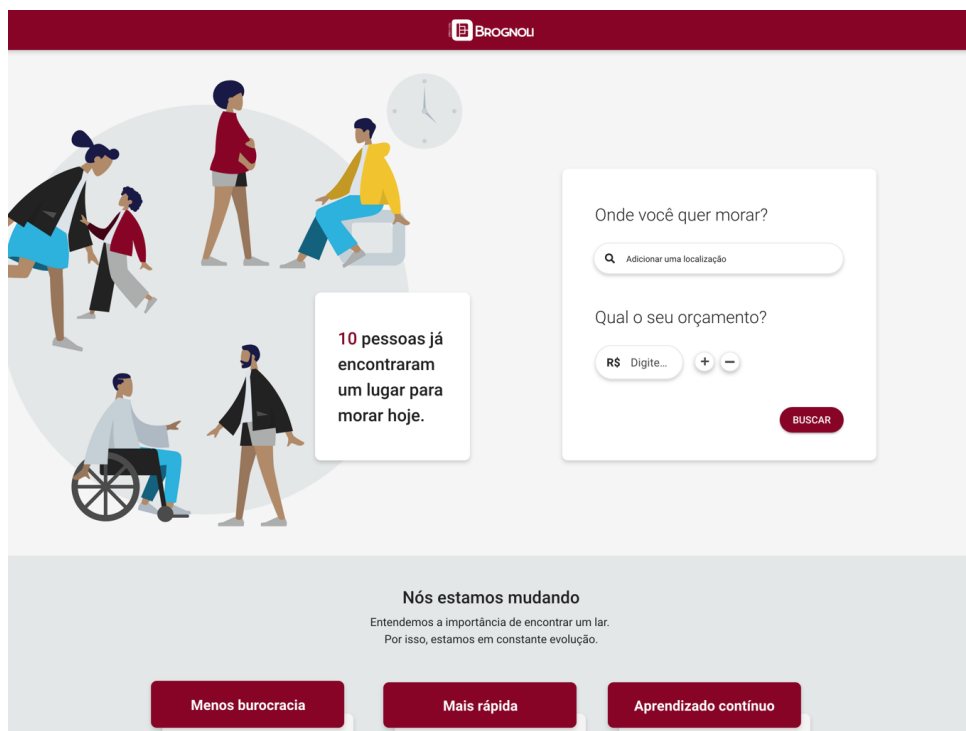 BROGNOLI
Onde você quer morar?
Adicionar uma localização
10 pessoas já
encontraram
um lugar para
morar hoje.
Qual o seu orçamento?
R$ Digite...
BUSCAR
Nós estamos mudando
Entendemos a importância de encontrar um lar.
Por isso, estamos em constante evolução.
Menos burocracia
Mais rápida
Aprendizado contínuo